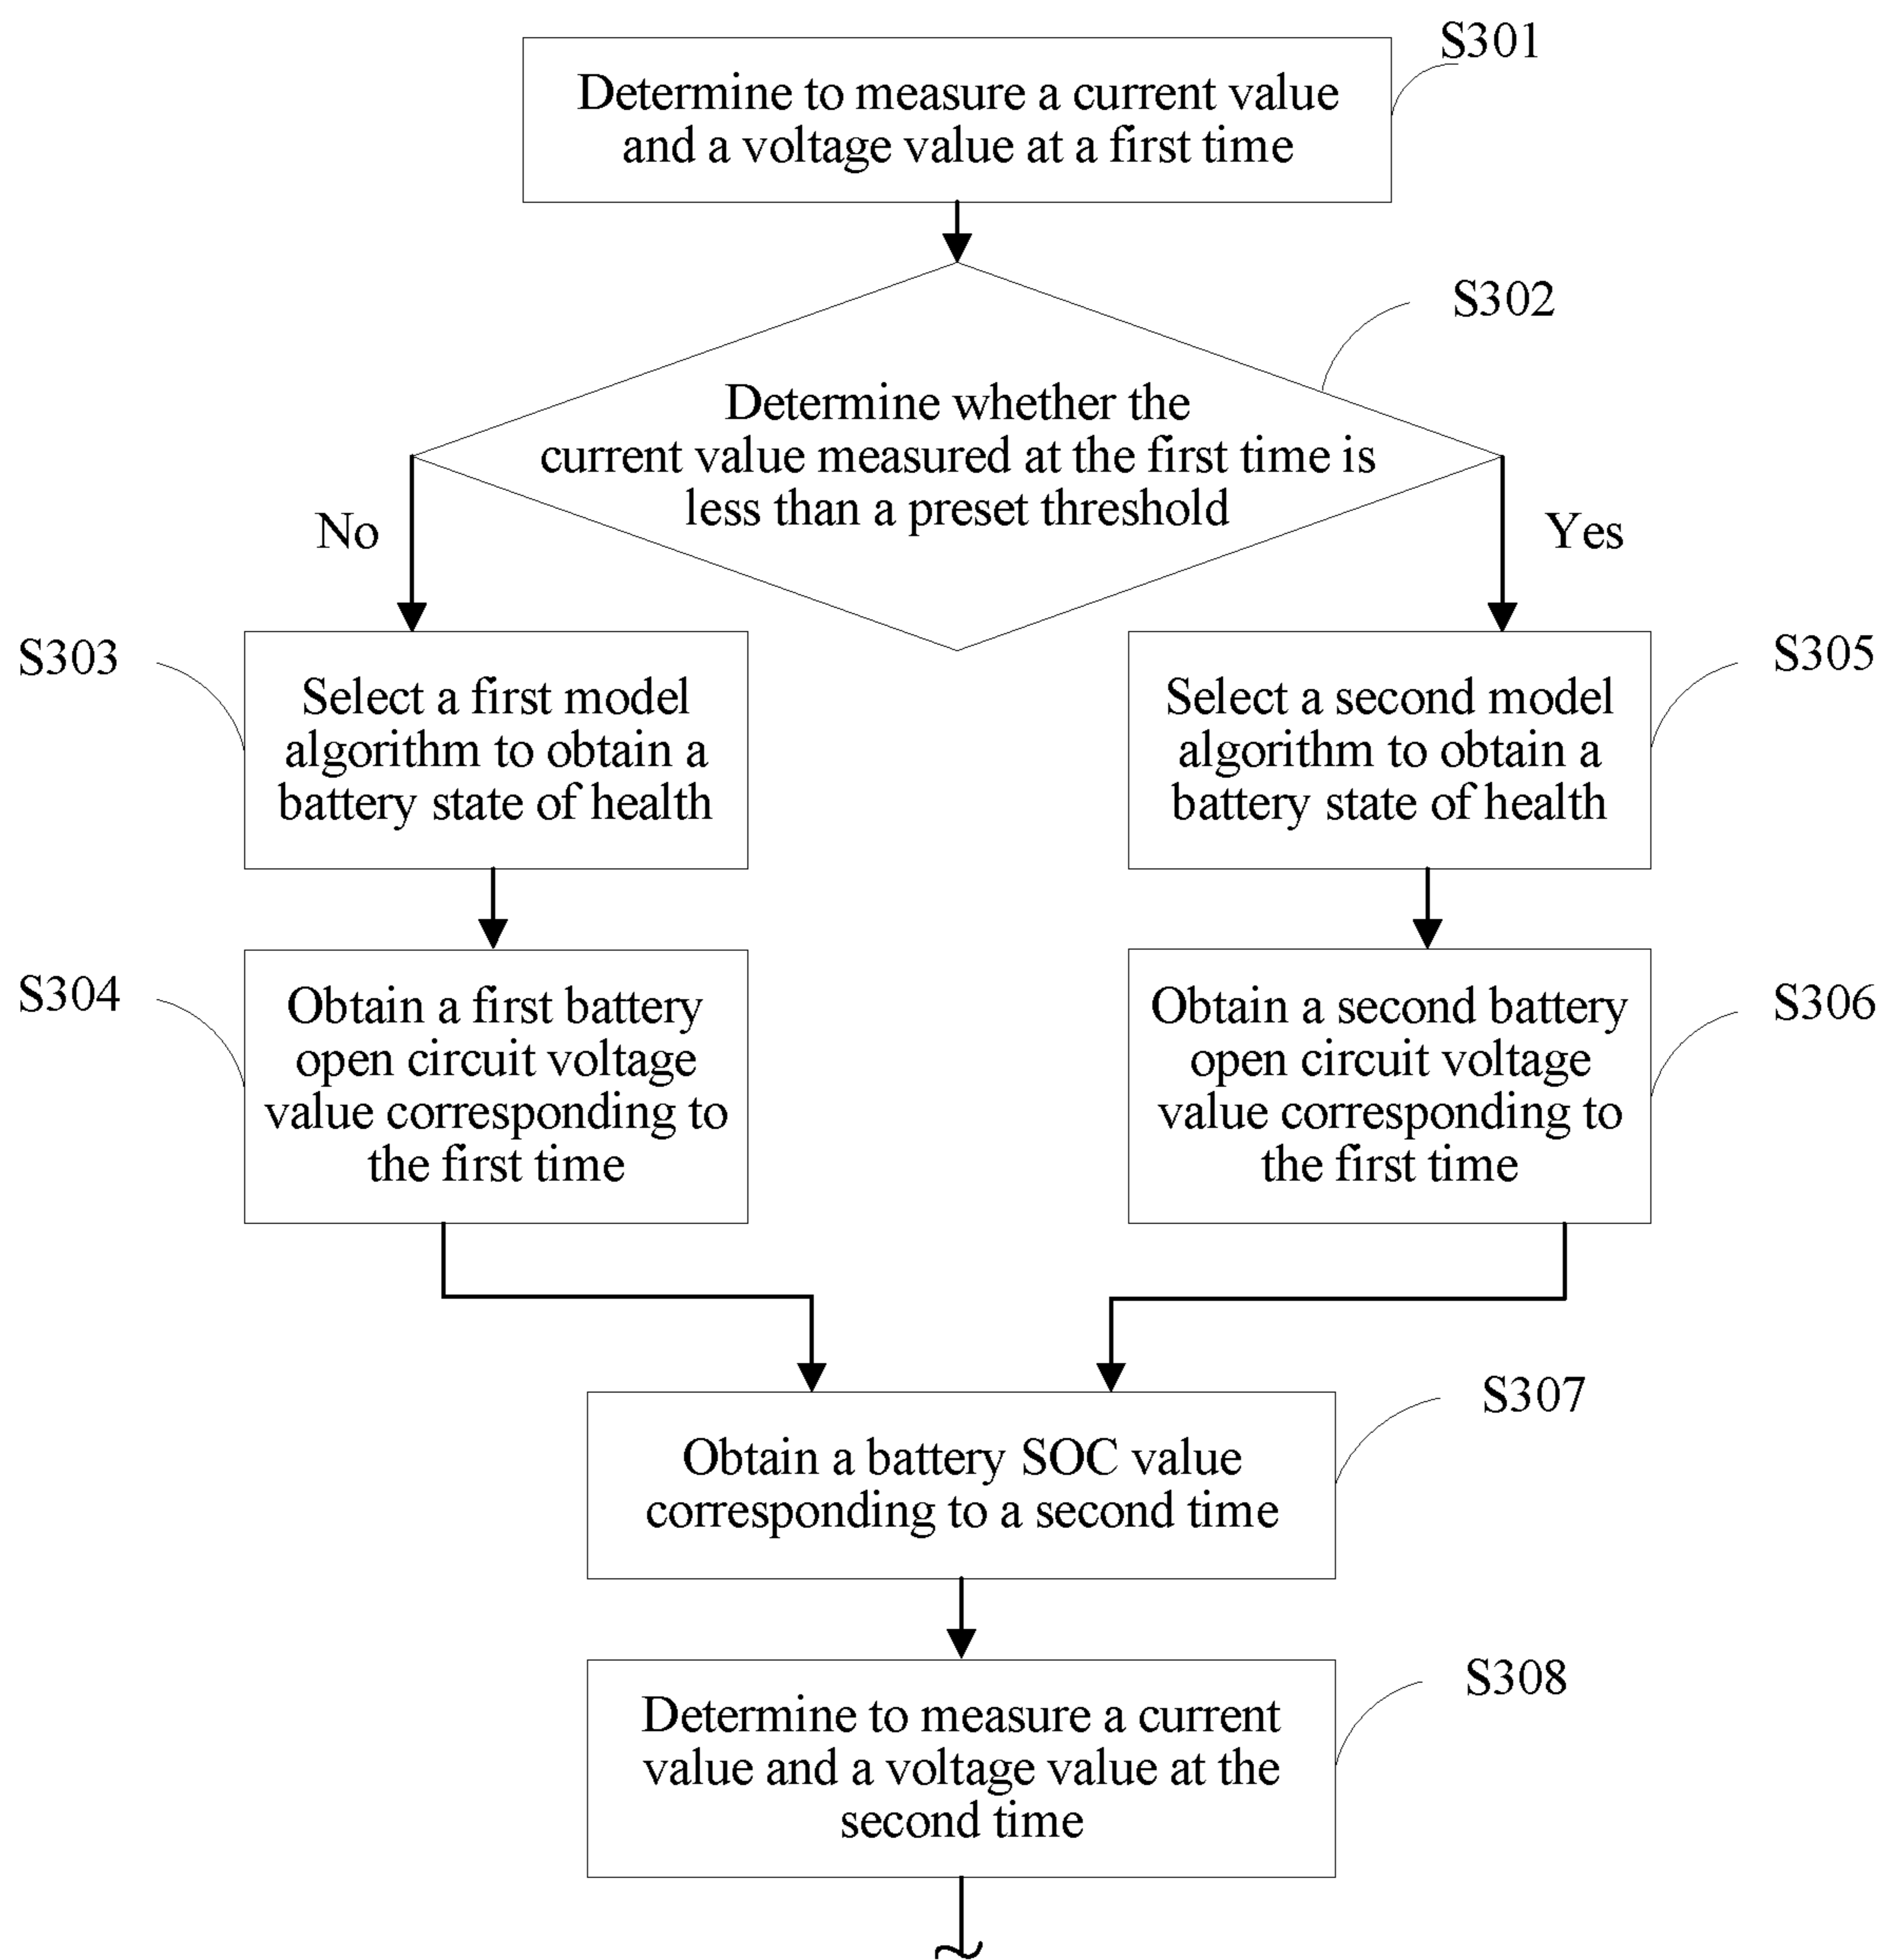 S301
Determine to measure a current value
and a voltage value at a first time
S302
Determine whether the
current value measured at the first time is
less than a preset threshold
No
Yes
S303
Select a first model
algorithm to obtain a
battery state of health
S305
Select a second model
algorithm to obtain a
battery state of health
S304
Obtain a first battery
open circuit voltage
value corresponding to
the first time
S306
Obtain a second battery
open circuit voltage
value corresponding to
the first time
S307
Obtain a battery SOC value
corresponding to a second time
S308
Determine to measure a current
value and a voltage value at the
second time